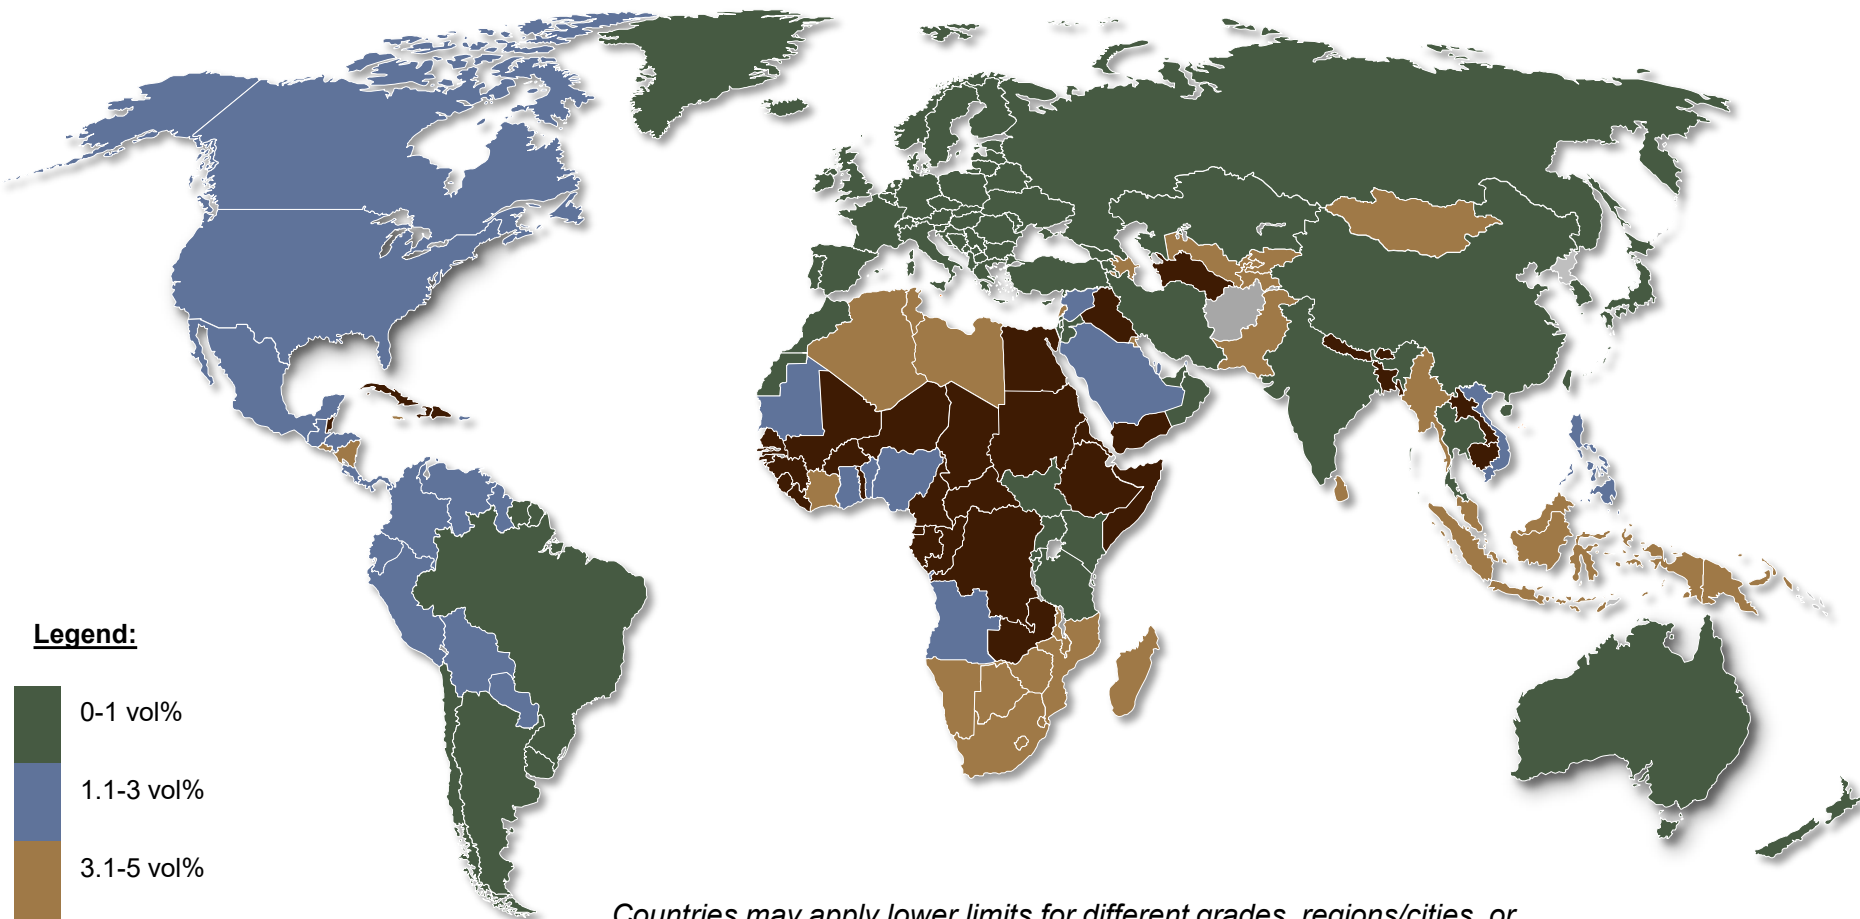 Legend:
0-1 vol%
1.1-3 vol%
3.1-5 vol%
Countries may apply lower limits for different grades, regions/cities, or